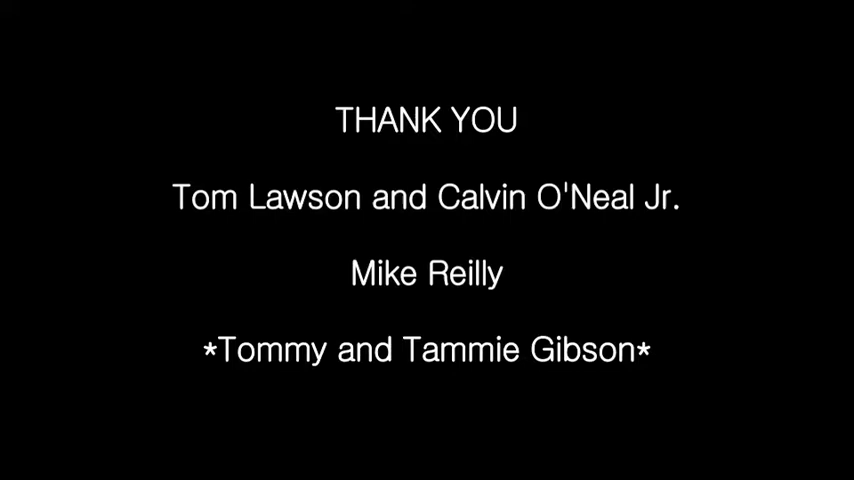 THANK YOU
Tom Lawson and Calvin O'Neal Jr.
Mike Reilly
*Tommy and Tammie Gibson*